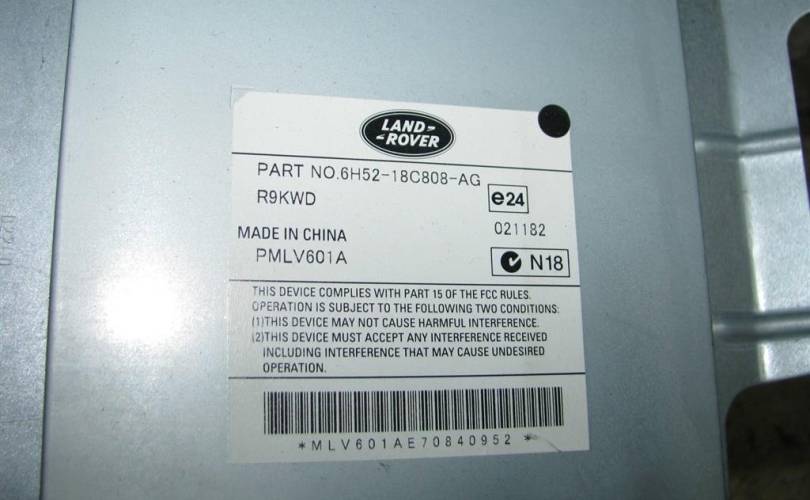 LAND-
-ROVER
PART NO.6H52-18C808-AG
R9KWD
e24
MADE IN CHINA
021182
PMLV601A
N18
THIS DEVICE COMPLIES WITH PART 15 OF THE FCC RULES.
OPERATION IS SUBJECT TO THE FOLLOWING TWO CONDITIONS:
(1)THIS DEVICE MAY NOT CAUSE HARMFUL INTERFERENCE.
(2)THIS DEVICE MUST ACCEPT ANY INTERFERENCE RECEIVED
INCLUDING INTERFERENCE THAT MAY CAUSE UNDESIRED
OPERATION.
*MLV601AE70840952*